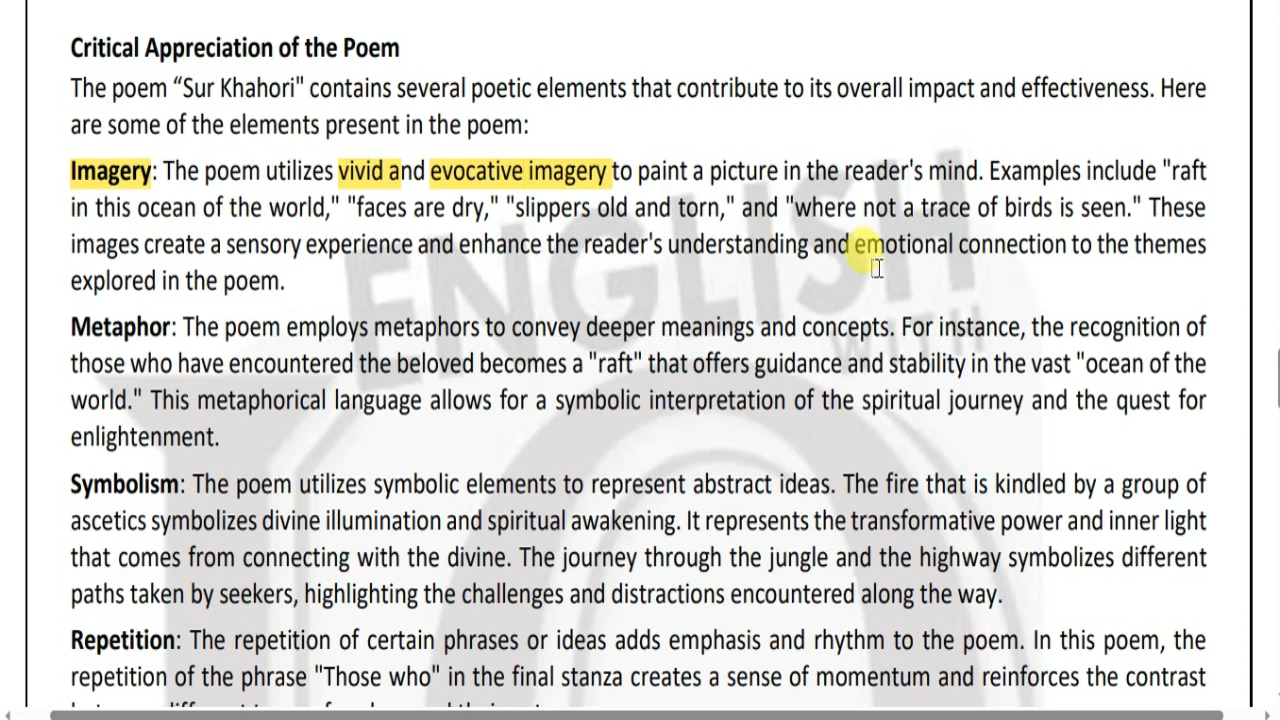 Critical Appreciation of the Poem
The poem “Sur Khahori" contains several poetic elements that contribute to its overall impact and effectiveness. Here
are some of the elements present in the poem:
Imagery: The poem utilizes vivid and evocative imagery to paint a picture in the reader's mind. Examples include "raft
in this ocean of the world," "faces are dry," "slippers old and torn," and "where not a trace of birds is seen." These
images create a sensory experience and enhance the reader's understanding and emotional connection to the themes
explored in the poem.
Metaphor: The poem employs metaphors to convey deeper meanings and concepts. For instance, the recognition of
those who have encountered the beloved becomes a "raft" that offers guidance and stability in the vast "ocean of the
world." This metaphorical language allows for a symbolic interpretation of the spiritual journey and the quest for
enlightenment.
Symbolism: The poem utilizes symbolic elements to represent abstract ideas. The fire that is kindled by a group of
ascetics symbolizes divine illumination and spiritual awakening. It represents the transformative power and inner light
that comes from connecting with the divine. The journey through the jungle and the highway symbolizes different
paths taken by seekers, highlighting the challenges and distractions encountered along the way.
Repetition: The repetition of certain phrases or ideas adds emphasis and rhythm to the poem. In this poem, the
repetition of the phrase "Those who" in the final stanza creates a sense of momentum and reinforces the contrast
ENGLISH
WITH